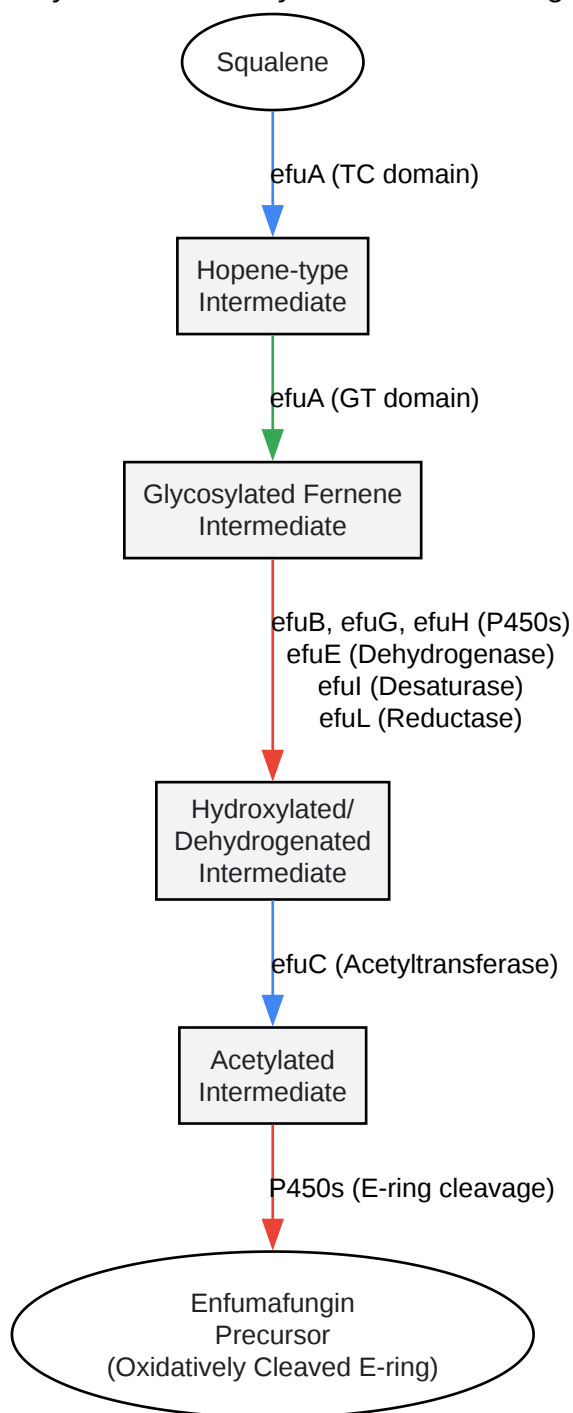 Squalene
efuA (TC domain)
Hopene-type
Intermediate
efuA (GT domain)
Glycosylated Fernene
Intermediate
efuB, efuG, efuH (P450s)
efuE (Dehydrogenase)
efuI (Desaturase)
efuL (Reductase)
Hydroxylated/
Dehydrogenated
Intermediate
efuC (Acetyltransferase)
Acetylated
Intermediate
P450s (E-ring cleavage)
Enfumafungin
Precursor
(Oxidatively Cleaved E-ring)